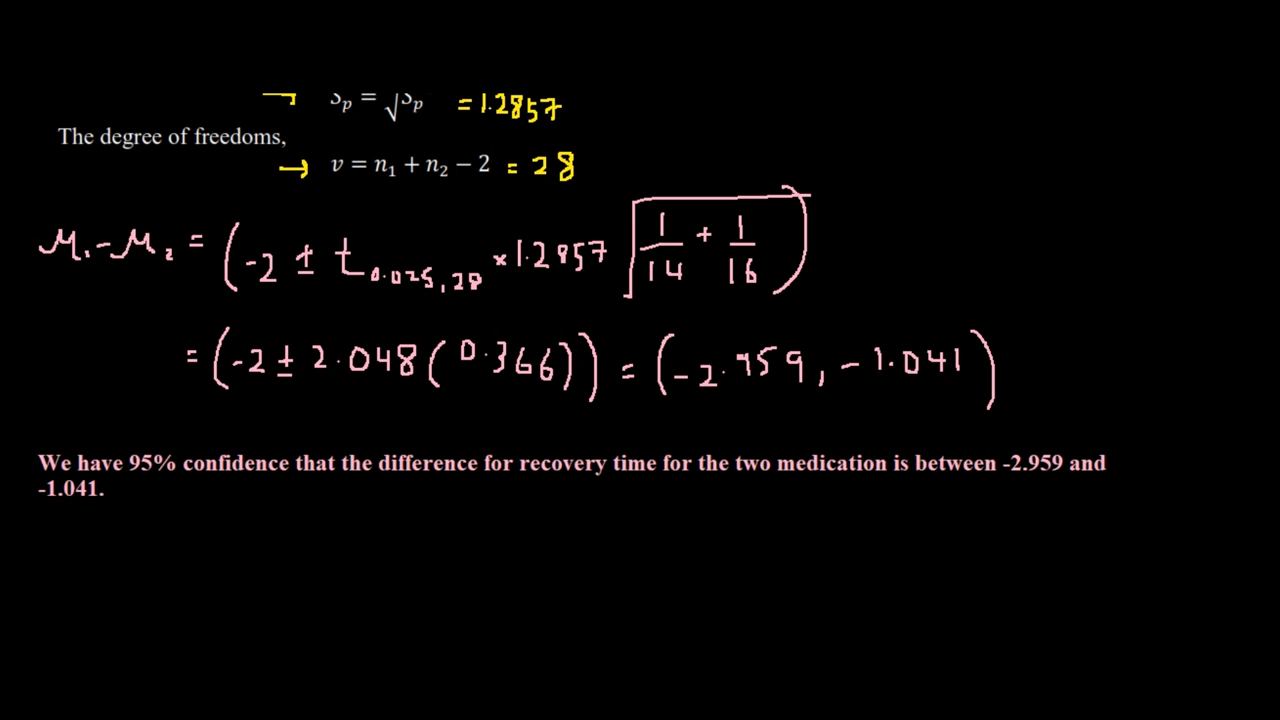 → Sp = √Sp = 1.2857
The degree of freedoms,
→ v = n₁ + n₂ − 2 = 28
μ₁ - μ₂ = (-2 ± t₀.₀₂₅,₂₈ × 1.2857 √(1/14 + 1/16))
= (-2 ± 2.048(0.366)) = (-2.959, -1.041)
We have 95% confidence that the difference for recovery time for the two medication is between -2.959 and
-1.041.